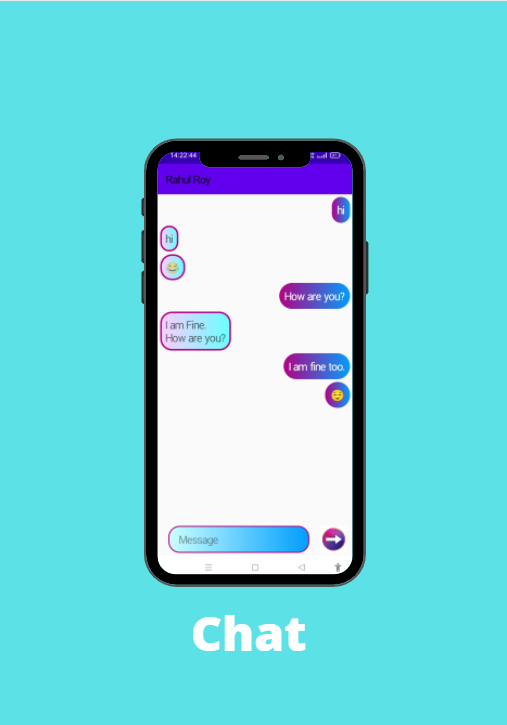 14:22:44
Rahul Roy
hi
hi
😂
How are you?
I am Fine.
How are you?
I am fine too.
😌
Message
Chat